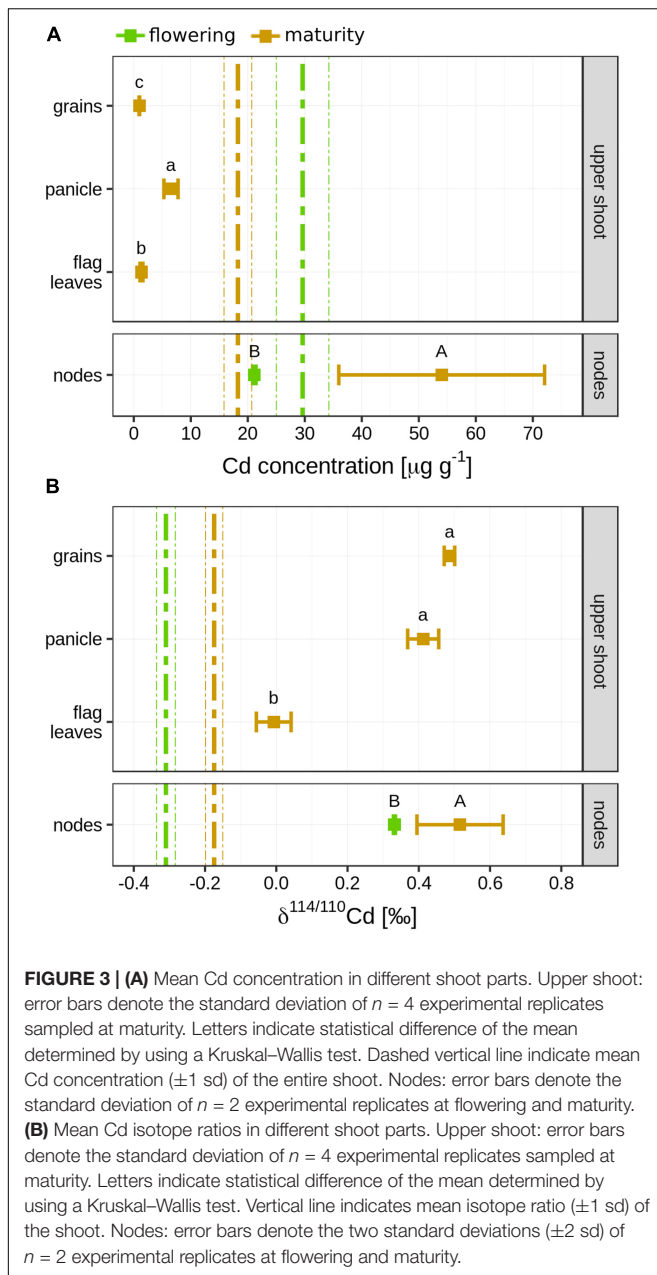 A
flowering maturity
grains c
panicle a
flag
leaves b
upper shoot
nodes B A
nodes
0 10 20 30 40 50 60 70
Cd concentration [μg g⁻¹]
B
grains a
panicle a
flag
leaves b
upper shoot
nodes B A
nodes
-0.4 -0.2 0.0 0.2 0.4 0.6 0.8
δ¹¹⁴/¹¹⁰Cd [‰]
FIGURE 3 | (A) Mean Cd concentration in different shoot parts. Upper shoot:
error bars denote the standard deviation of n = 4 experimental replicates
sampled at maturity. Letters indicate statistical difference of the mean
determined by using a Kruskal–Wallis test. Dashed vertical line indicate mean
Cd concentration (±1 sd) of the entire shoot. Nodes: error bars denote the
standard deviation of n = 2 experimental replicates at flowering and maturity.
(B) Mean Cd isotope ratios in different shoot parts. Upper shoot: error bars
denote the standard deviation of n = 4 experimental replicates sampled at
maturity. Letters indicate statistical difference of the mean determined by
using a Kruskal–Wallis test. Vertical line indicates mean isotope ratio (±1 sd) of
the shoot. Nodes: error bars denote the two standard deviations (±2 sd) of
n = 2 experimental replicates at flowering and maturity.